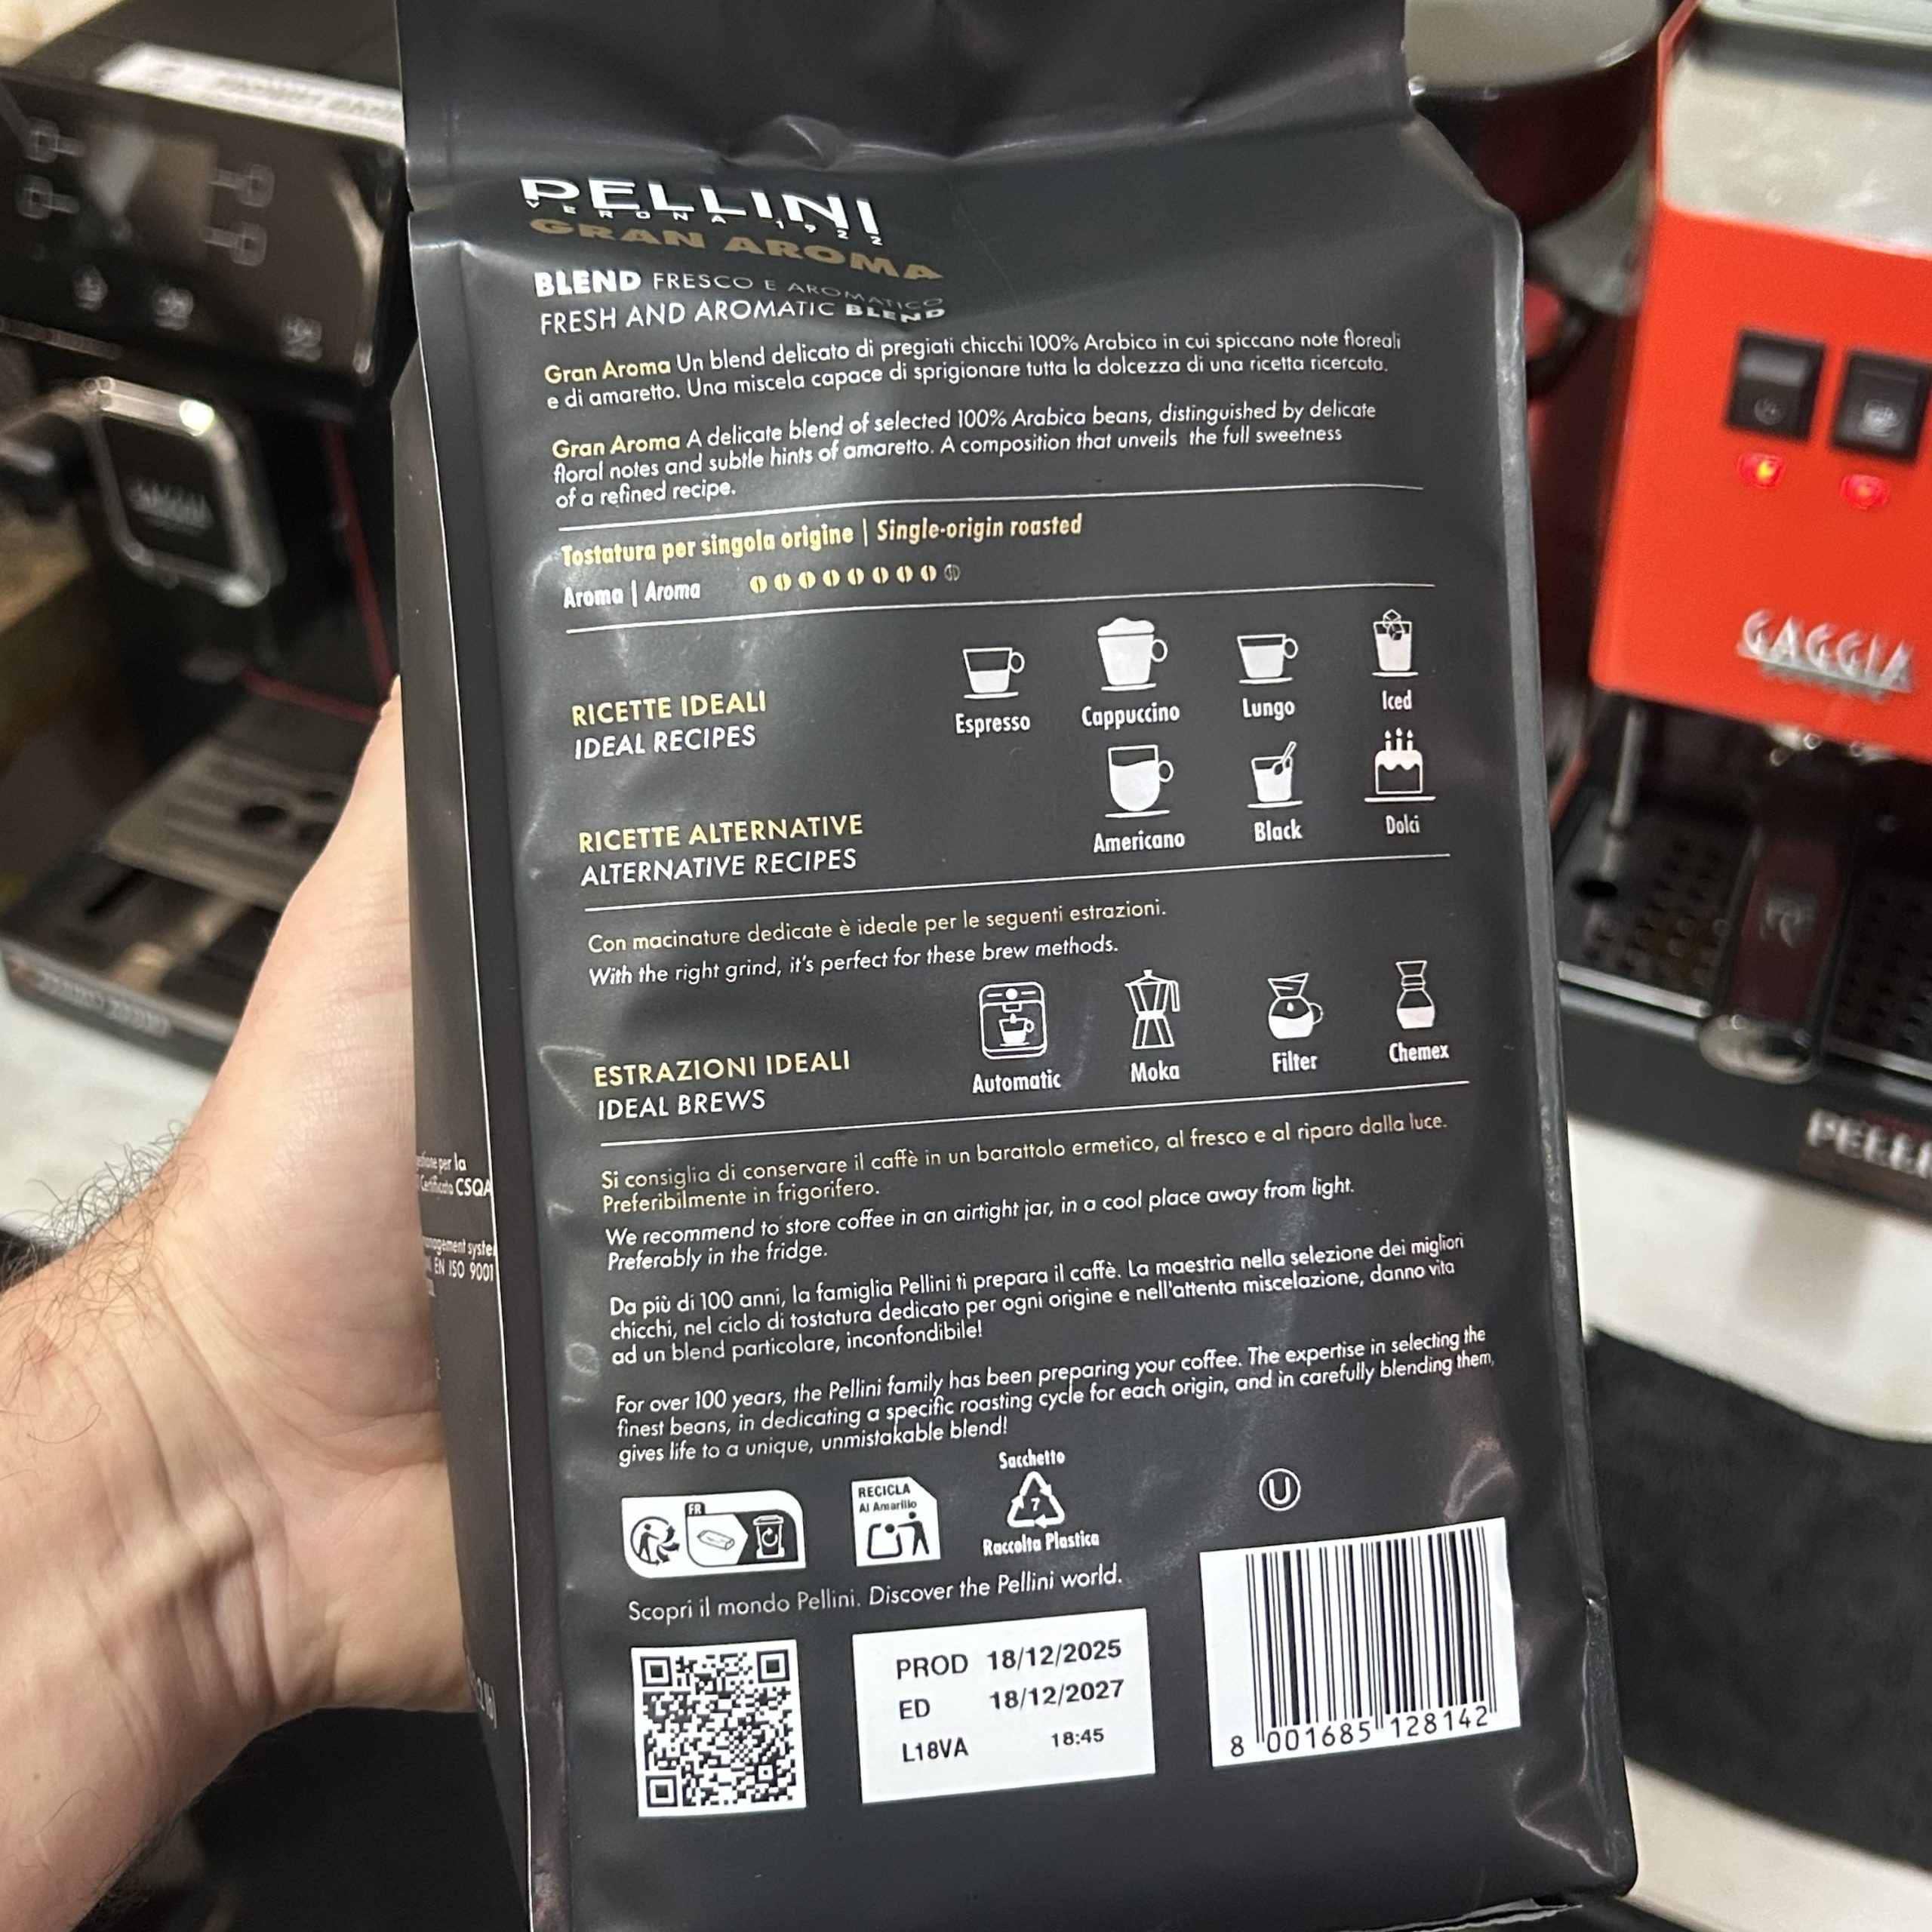 PELLINI
VERONA 1922
GRAN AROMA
BLEND FRESCO E AROMATICO
FRESH AND AROMATIC BLEND
Gran Aroma Un blend delicato di pregiati chicchi 100% Arabica in cui spiccano note floreali
e di amaretto. Una miscela capace di sprigionare tutta la dolcezza di una ricetta ricercata.
Gran Aroma A delicate blend of selected 100% Arabica beans, distinguished by delicate
floral notes and subtle hints of amaretto. A composition that unveils the full sweetness
of a refined recipe.
Tostatura per singola origine | Single-origin roasted
Aroma | Aroma
RICETTE IDEALI
IDEAL RECIPES
Espresso
Cappuccino
Lungo
Iced
RICETTE ALTERNATIVE
ALTERNATIVE RECIPES
Americano
Black
Dolci
Con macinature dedicate è ideale per le seguenti estrazioni.
With the right grind, it's perfect for these brew methods.
ESTRAZIONI IDEALI
IDEAL BREWS
Automatic
Moka
Filter
Chemex
Si consiglia di conservare il caffè in un barattolo ermetico, al fresco e al riparo dalla luce.
Preferibilmente in frigorifero.
We recommend to store coffee in an airtight jar, in a cool place away from light.
Preferably in the fridge.
Da più di 100 anni, la famiglia Pellini ti prepara il caffè. La maestria nella selezione dei migliori
chicchi, nel ciclo di tostatura dedicato per ogni origine e nell'attenta miscelazione, danno vita
ad un blend particolare, inconfondibile!
For over 100 years, the Pellini family has been preparing your coffee. The expertise in selecting the
finest beans, in dedicating a specific roasting cycle for each origin, and in carefully blending them,
gives life to a unique, unmistakable blend!
FR
RECICLA
Al Amarillo
Sacchetto
7
Raccolta Plastica
U
Scopri il mondo Pellini. Discover the Pellini world.
PROD 18/12/2025
ED 18/12/2027
L18VA 18:45
8 001685 128142
per la
Certificato CSQA
EN ISO 9001
GAGGIA
GAGGIA